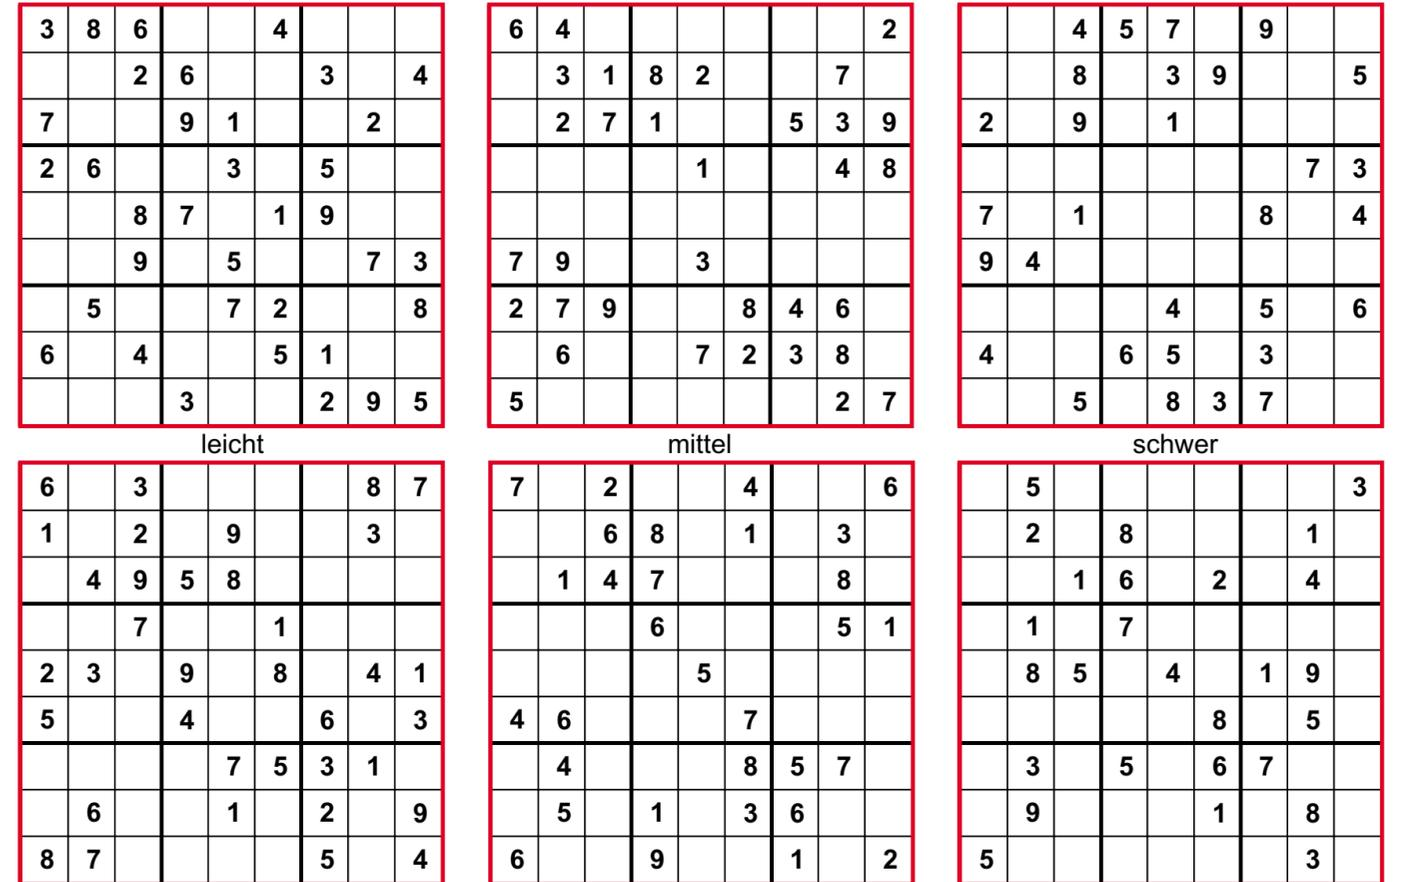 3 8 6 4
2 6 3 4
7 9 1 2
2 6 3 5
8 7 1 9
9 5 7 3
5 7 2 8
6 4 5 1
3 2 9 5
leicht
6 4 2
3 1 8 2 7
2 7 1 5 3 9
1 4 8
7 9 3
2 7 9 8 4 6
6 7 2 3 8
5 2 7
mittel
4 5 7 9
8 3 9 5
2 9 1
7 3
7 1 8 4
9 4
4 5 6
4 6 5 3
5 8 3 7
schwer
6 3 8 7
1 2 9 3
4 9 5 8
7 1
2 3 9 8 4 1
5 4 6 3
7 5 3 1
6 1 2 9
8 7 5 4
7 2 4 6
6 8 1 3
1 4 7 8
6 5 1
5
4 6 7
4 8 5 7
5 1 3 6
6 9 1 2
5 3
2 8 1
1 6 2 4
1 7
8 5 4 1 9
8 5
3 5 6 7
9 1 8
5 3